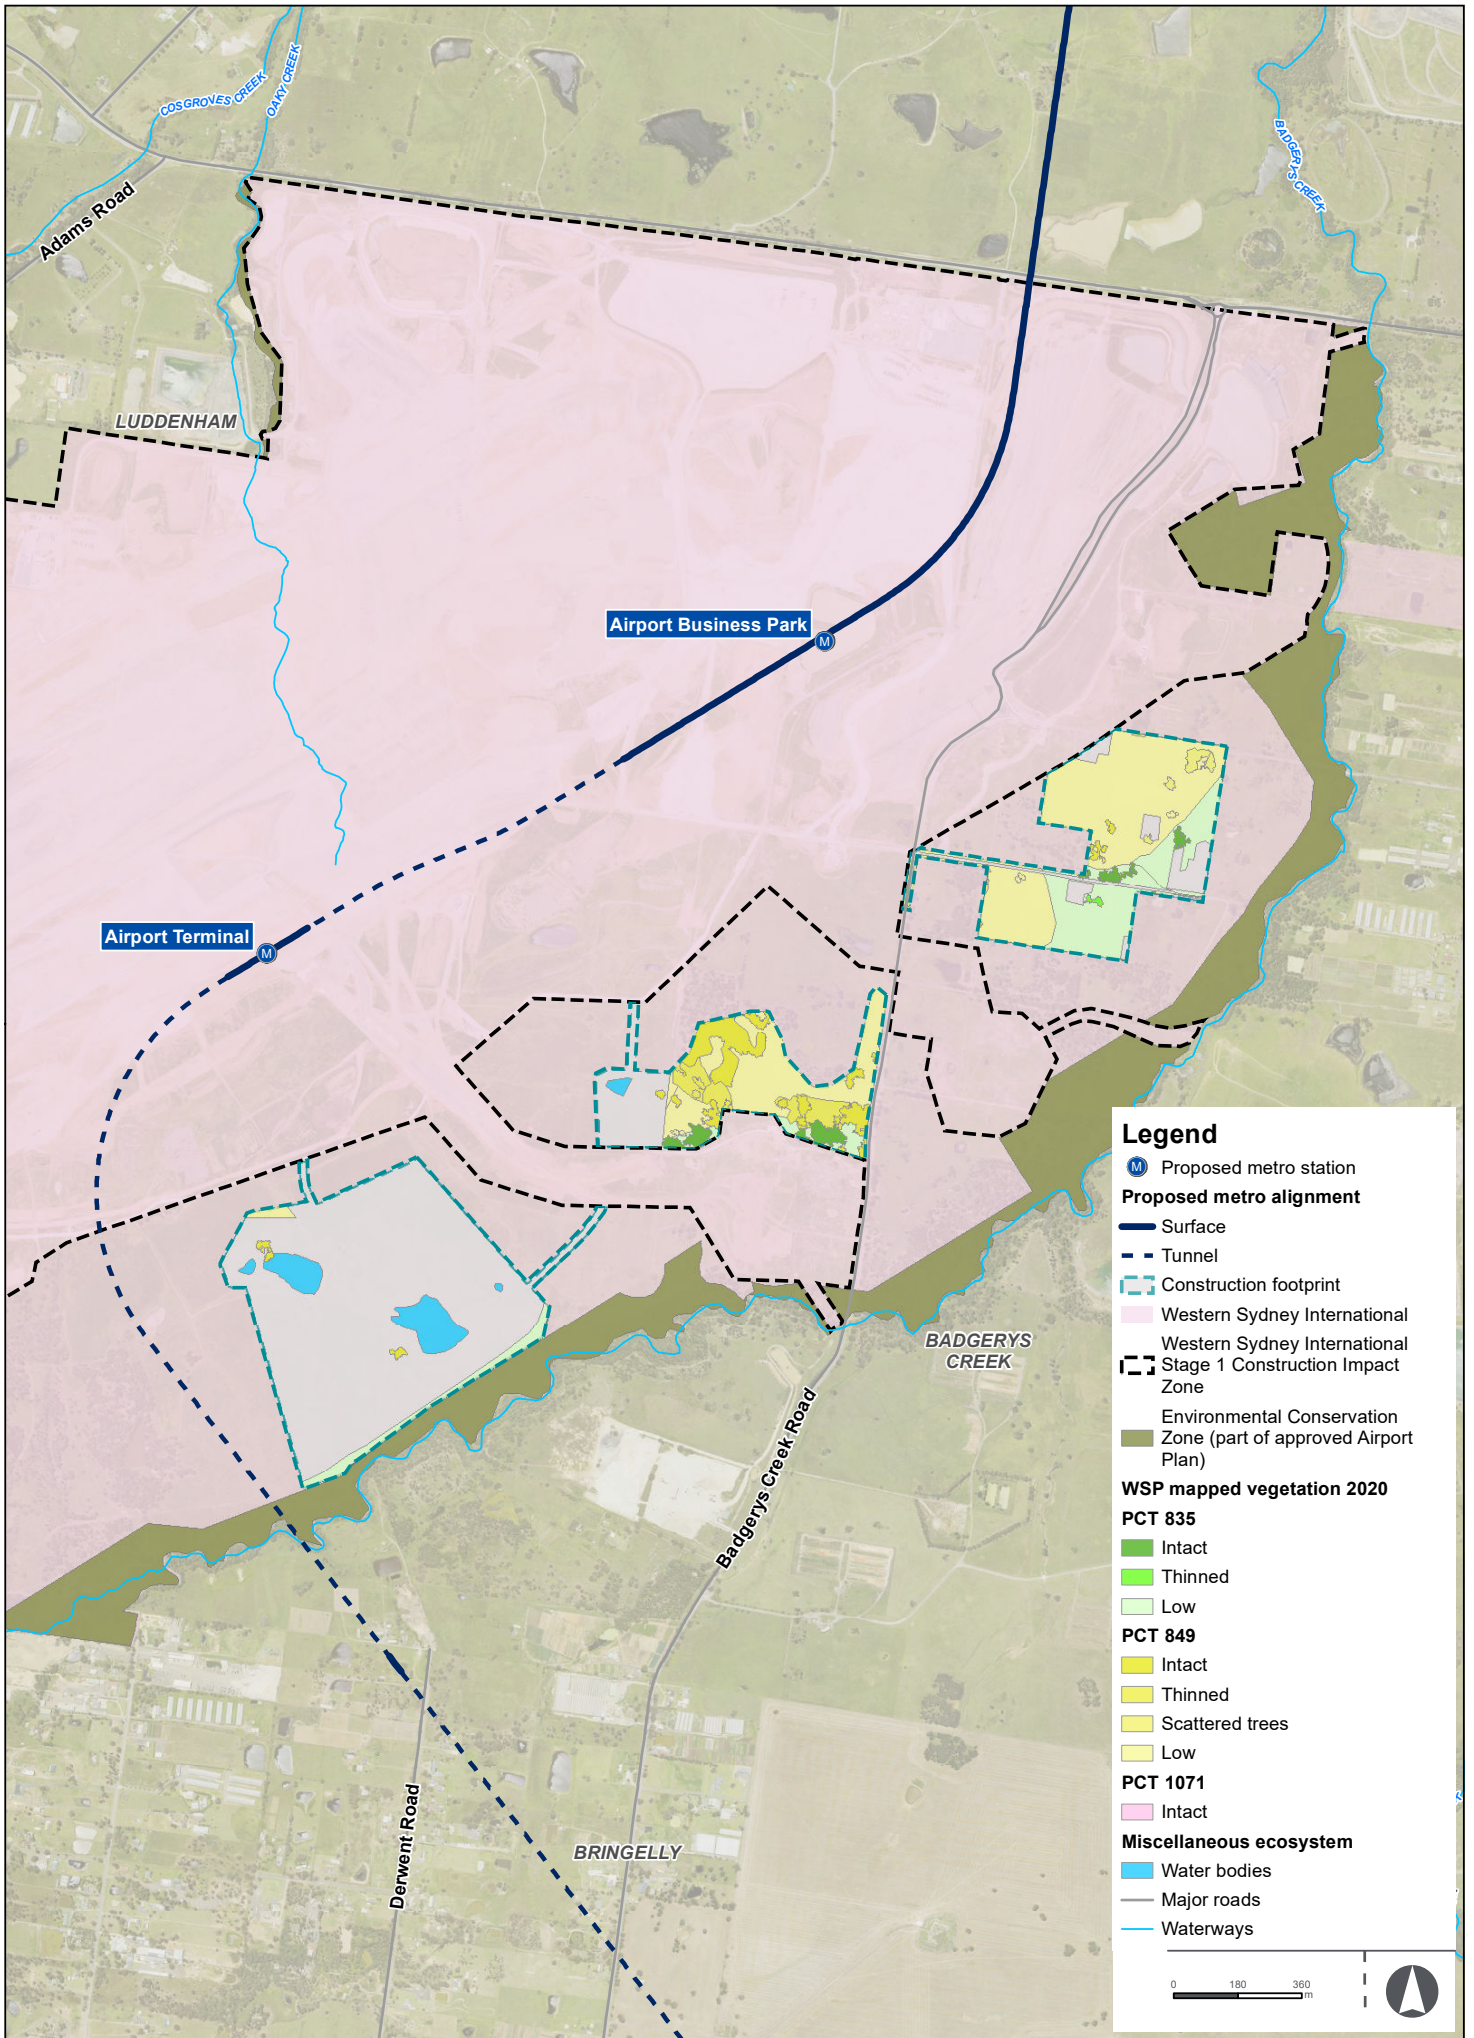 COSGROVES CREEK
OAKY CREEK
BADGERYS CREEK
Adams Road
LUDDENHAM
Airport Business Park
M
Airport Terminal
M
BADGERYS
CREEK
Badgerys Creek Road
Derwent Road
BRINGELLY
Legend
M Proposed metro station
Proposed metro alignment
Surface
Tunnel
Construction footprint
Western Sydney International
Western Sydney International
Stage 1 Construction Impact
Zone
Environmental Conservation
Zone (part of approved Airport
Plan)
WSP mapped vegetation 2020
PCT 835
Intact
Thinned
Low
PCT 849
Intact
Thinned
Scattered trees
Low
PCT 1071
Intact
Miscellaneous ecosystem
Water bodies
Major roads
Waterways
0 180 360
m